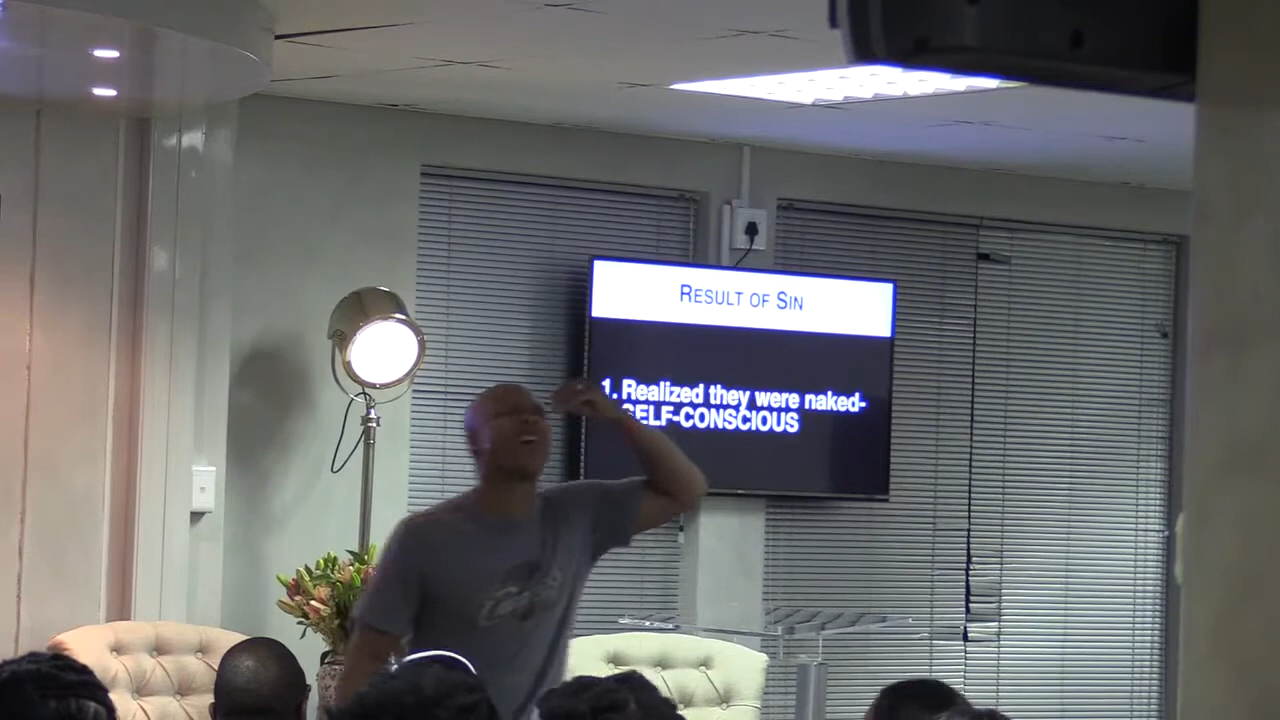 RESULT OF SIN
1. Realized they were naked-
SELF-CONSCIOUS